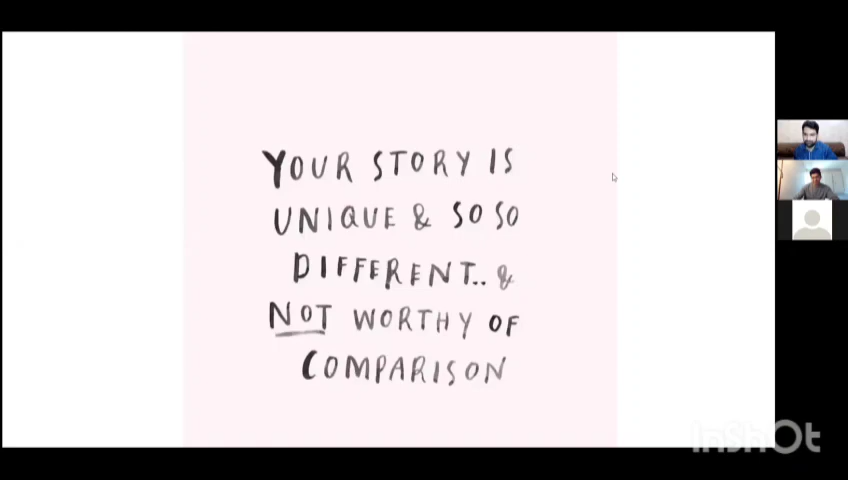 YOUR STORY IS
UNIQUE & SO SO
DIFFERENT.. &
NOT WORTHY OF
COMPARISON
InShOt